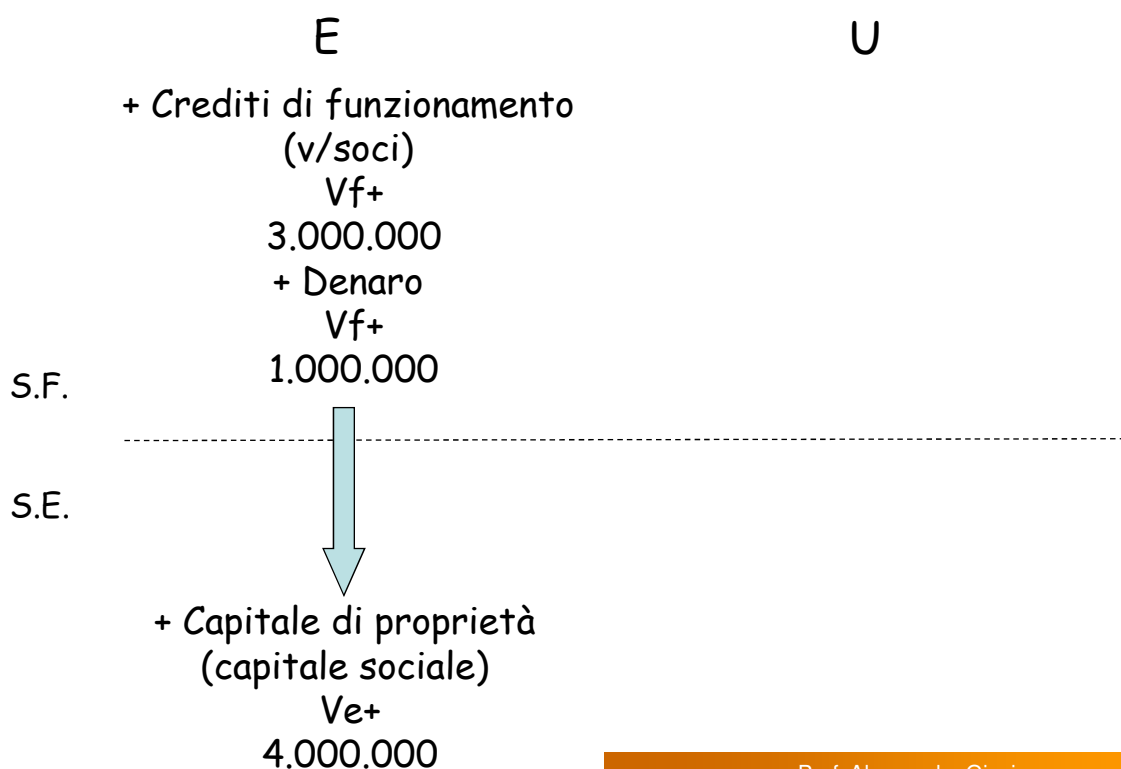 E U
+ Crediti di funzionamento
(v/soci)
Vf+
3.000.000
+ Denaro
Vf+
1.000.000
S.F.
S.E.
+ Capitale di proprietà
(capitale sociale)
Ve+
4.000.000
Prof.